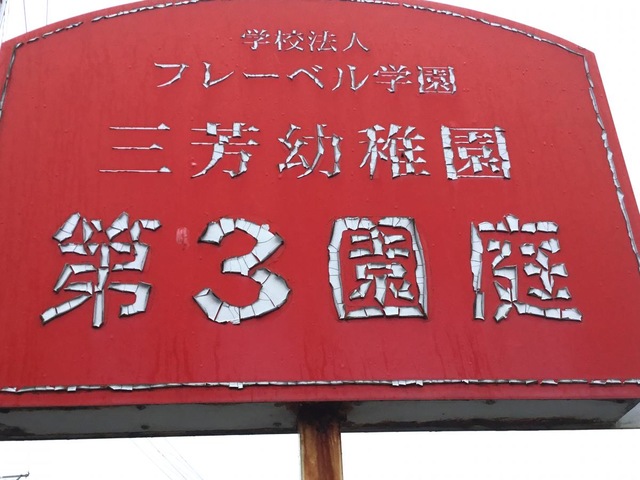 学校法人
フレーベル学園
三芳幼稚園
第3園庭